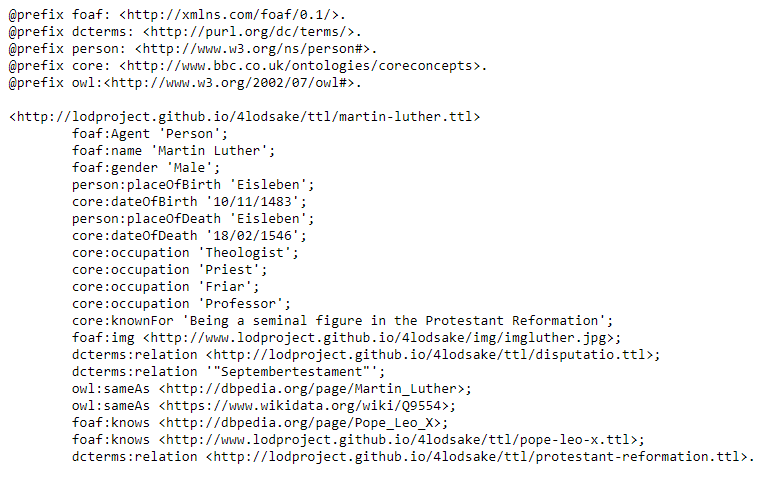 @prefix foaf: <http://xmlns.com/foaf/0.1/>.
@prefix dcterms: <http://purl.org/dc/terms/>.
@prefix person: <http://www.w3.org/ns/person#>.
@prefix core: <http://www.bbc.co.uk/ontologies/coreconcepts>.
@prefix owl:<http://www.w3.org/2002/07/owl#>.

<http://lodproject.github.io/4lodsake/ttl/martin-luther.ttl>
        foaf:Agent 'Person';
        foaf:name 'Martin Luther';
        foaf:gender 'Male';
        person:placeOfBirth 'Eisleben';
        core:dateOfBirth '10/11/1483';
        person:placeOfDeath 'Eisleben';
        core:dateOfDeath '18/02/1546';
        core:occupation 'Theologist';
        core:occupation 'Priest';
        core:occupation 'Friar';
        core:occupation 'Professor';
        core:knownFor 'Being a seminal figure in the Protestant Reformation';
        foaf:img <http://www.lodproject.github.io/4lodsake/img/imgluther.jpg>;
        dcterms:relation <http://lodproject.github.io/4lodsake/ttl/disputatio.ttl>;
        dcterms:relation '"Septembertestament"';
        owl:sameAs <http://dbpedia.org/page/Martin_Luther>;
        owl:sameAs <https://www.wikidata.org/wiki/Q9554>;
        foaf:knows <http://dbpedia.org/page/Pope_Leo_X>;
        foaf:knows <http://www.lodproject.github.io/4lodsake/ttl/pope-leo-x.ttl>;
        dcterms:relation <http://lodproject.github.io/4lodsake/ttl/protestant-reformation.ttl>.